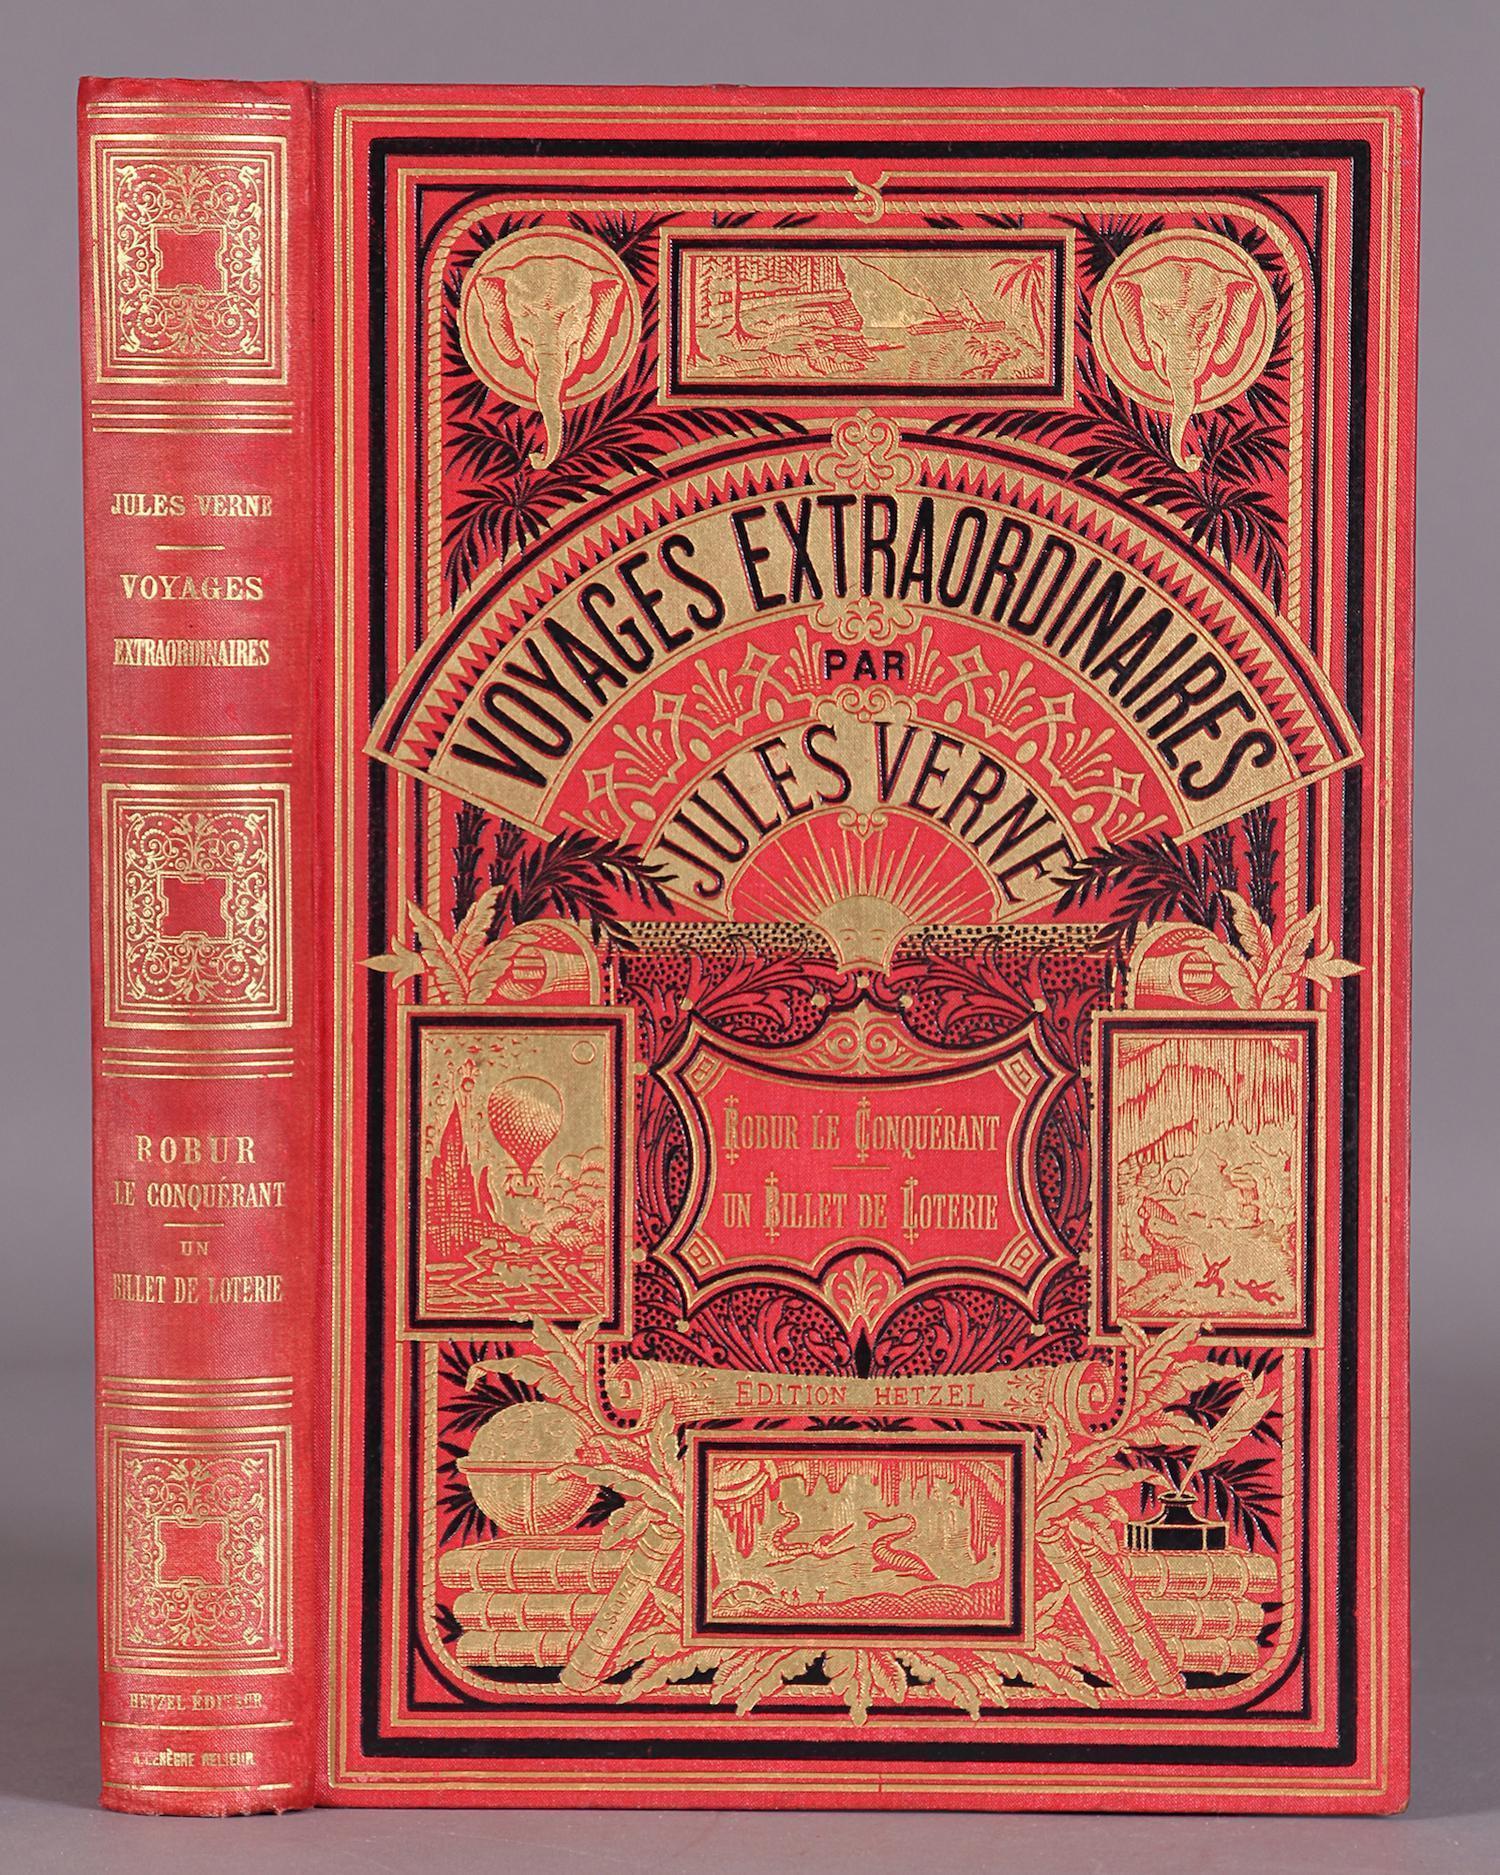 JULES VERNE
VOYAGES
EXTRAORDINAIRES
ROBUR
LE CONQUÉRANT
UN
BILLET DE LOTERIE
HETZEL ÉDITEUR
A. LENÈGRE RELIEUR
VOYAGES EXTRAORDINAIRES
PAR
JULES VERNE
ROBUR LE CONQUÉRANT
UN BILLET DE LOTERIE
ÉDITION HETZEL
A. Souze